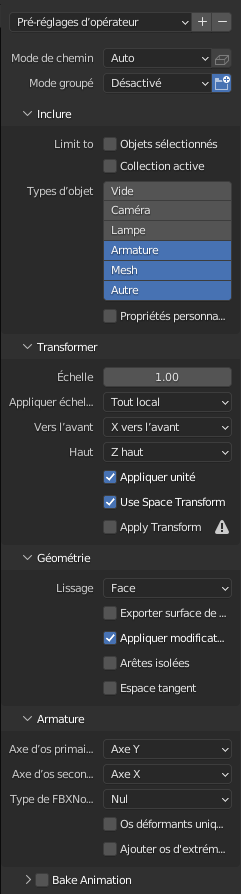 Pré-réglages d'opérateur
Mode de chemin Auto
Mode groupé Désactivé
Inclure
Limit to Objets sélectionnés
Collection active
Types d'objet Vide
Caméra
Lampe
Armature
Mesh
Autre
Propriétés personna...
Transformer
Échelle 1.00
Appliquer échel... Tout local
Vers l'avant X vers l'avant
Haut Z haut
Appliquer unité
Use Space Transform
Apply Transform
Géométrie
Lissage Face
Exporter surface de ...
Appliquer modificat...
Arêtes isolées
Espace tangent
Armature
Axe d'os primai... Axe Y
Axe d'os secon... Axe X
Type de FBXNo... Nul
Os déformants uniq...
Ajouter os d'extrém...
Bake Animation